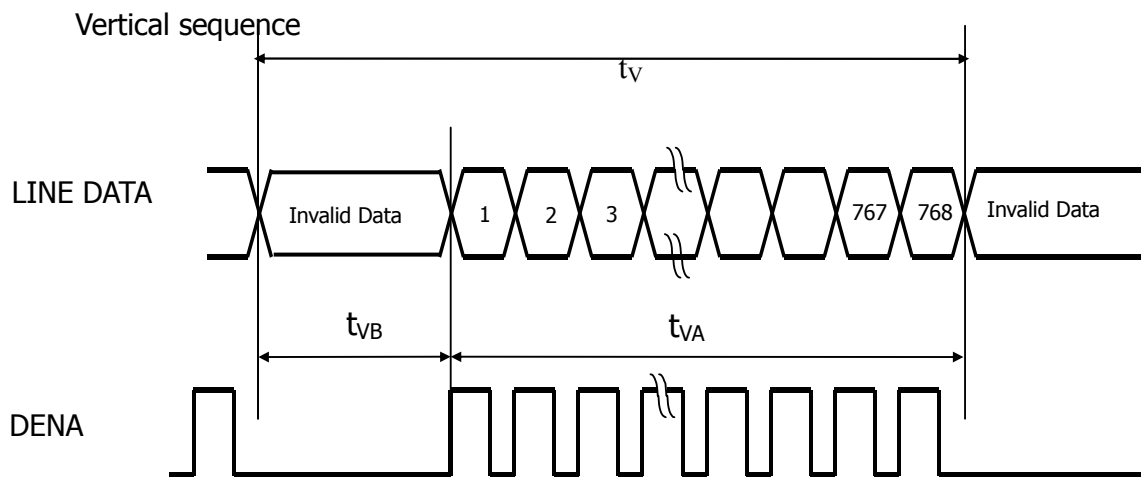 Vertical sequence
tV
LINE DATA
Invalid Data 1 2 3 767 768 Invalid Data
tVB tVA
DENA